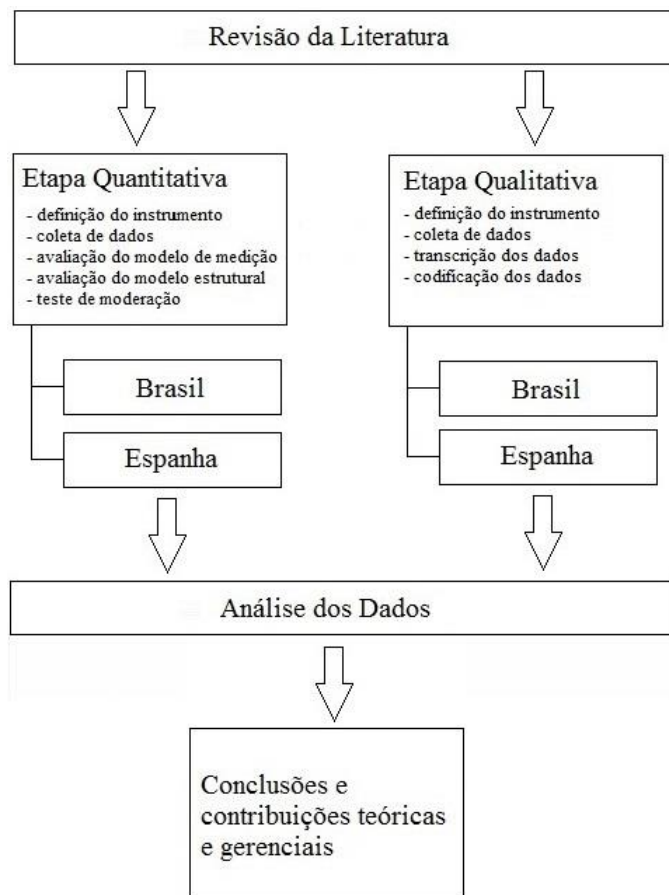 Revisão da Literatura
Etapa Quantitativa
- definição do instrumento
- coleta de dados
- avaliação do modelo de medição
- avaliação do modelo estrutural
- teste de moderação
Brasil
Espanha
Etapa Qualitativa
- definição do instrumento
- coleta de dados
- transcrição dos dados
- codificação dos dados
Brasil
Espanha
Análise dos Dados
Conclusões e
contribuições teóricas
e gerenciais